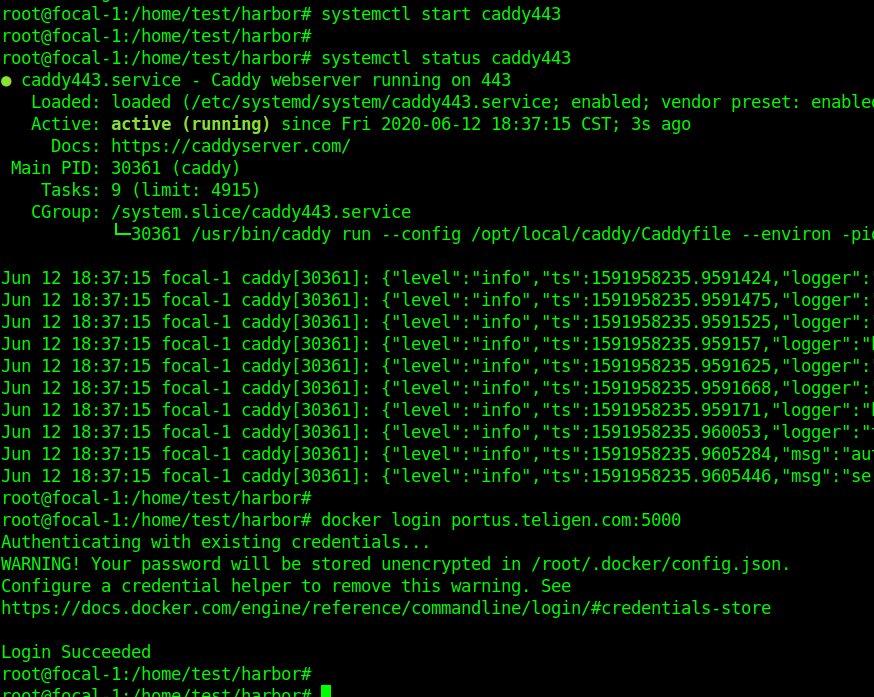 root@focal-1:/home/test/harbor# systemctl start caddy443
root@focal-1:/home/test/harbor#
root@focal-1:/home/test/harbor# systemctl status caddy443
● caddy443.service - Caddy webserver running on 443
   Loaded: loaded (/etc/systemd/system/caddy443.service; enabled; vendor preset: enabled
   Active: active (running) since Fri 2020-06-12 18:37:15 CST; 3s ago
     Docs: https://caddyserver.com/
 Main PID: 30361 (caddy)
    Tasks: 9 (limit: 4915)
   CGroup: /system.slice/caddy443.service
           └─30361 /usr/bin/caddy run --config /opt/local/caddy/Caddyfile --environ -pid
Jun 12 18:37:15 focal-1 caddy[30361]: {"level":"info","ts":1591958235.9591424,"logger":
Jun 12 18:37:15 focal-1 caddy[30361]: {"level":"info","ts":1591958235.9591475,"logger":
Jun 12 18:37:15 focal-1 caddy[30361]: {"level":"info","ts":1591958235.9591525,"logger":
Jun 12 18:37:15 focal-1 caddy[30361]: {"level":"info","ts":1591958235.959157,"logger":"h
Jun 12 18:37:15 focal-1 caddy[30361]: {"level":"info","ts":1591958235.9591625,"logger":
Jun 12 18:37:15 focal-1 caddy[30361]: {"level":"info","ts":1591958235.9591668,"logger":
Jun 12 18:37:15 focal-1 caddy[30361]: {"level":"info","ts":1591958235.959171,"logger":"h
Jun 12 18:37:15 focal-1 caddy[30361]: {"level":"info","ts":1591958235.960053,"logger":"t
Jun 12 18:37:15 focal-1 caddy[30361]: {"level":"info","ts":1591958235.9605284,"msg":"aut
Jun 12 18:37:15 focal-1 caddy[30361]: {"level":"info","ts":1591958235.9605446,"msg":"se
root@focal-1:/home/test/harbor#
root@focal-1:/home/test/harbor# docker login portus.teligen.com:5000
Authenticating with existing credentials...
WARNING! Your password will be stored unencrypted in /root/.docker/config.json.
Configure a credential helper to remove this warning. See
https://docs.docker.com/engine/reference/commandline/login/#credentials-store
Login Succeeded
root@focal-1:/home/test/harbor#
root@focal-1:/home/test/harbor#